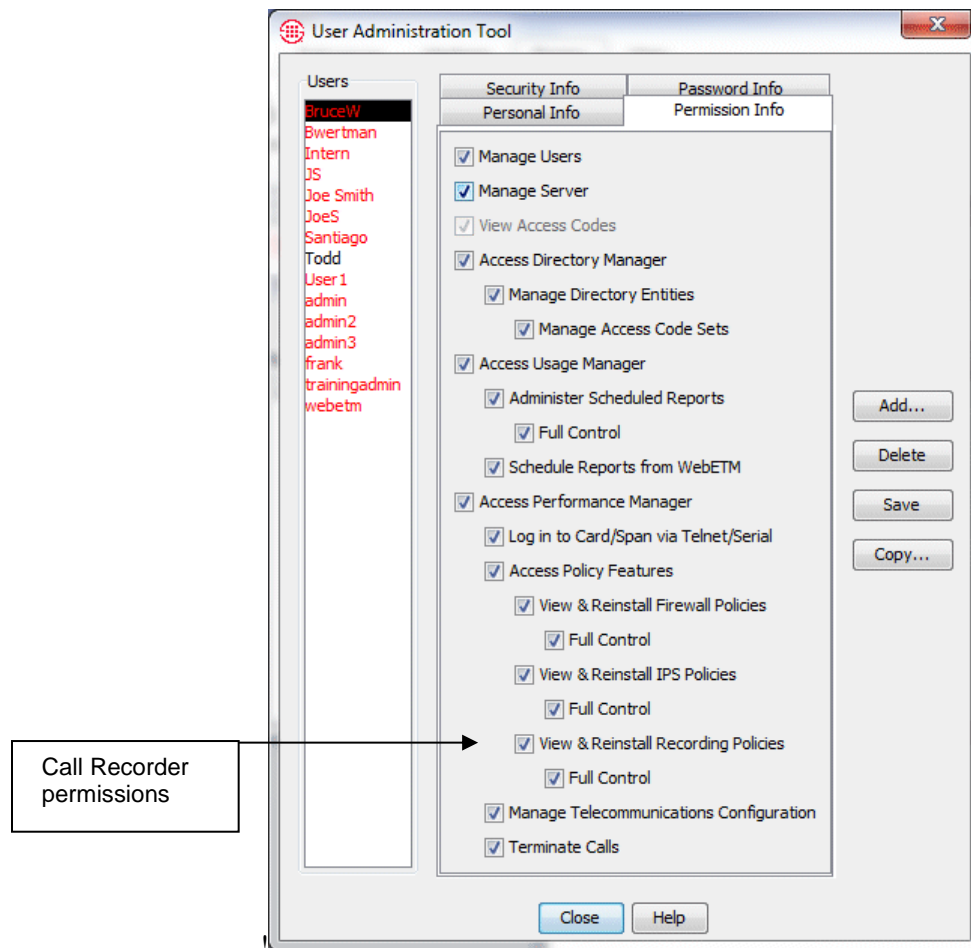 User Administration Tool
Users
Security Info
Password Info
Personal Info
Permission Info
BruceW
Bwertman
Intern
JS
Joe Smith
JoeS
Santiago
Todd
User1
admin
admin2
admin3
frank
trainingadmin
webetm
Manage Users
Manage Server
View Access Codes
Access Directory Manager
Manage Directory Entities
Manage Access Code Sets
Access Usage Manager
Administer Scheduled Reports
Full Control
Schedule Reports from WebETM
Access Performance Manager
Log in to Card/Span via Telnet/Serial
Access Policy Features
View & Reinstall Firewall Policies
Full Control
View & Reinstall IPS Policies
Full Control
View & Reinstall Recording Policies
Full Control
Manage Telecommunications Configuration
Terminate Calls
Add...
Delete
Save
Copy...
Call Recorder
permissions
Close
Help